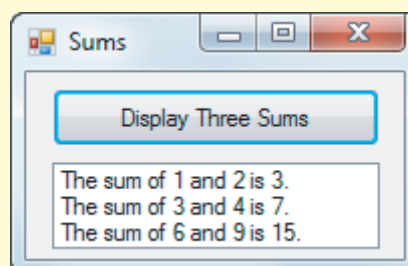 Sums
Display Three Sums
The sum of 1 and 2 is 3.
The sum of 3 and 4 is 7.
The sum of 6 and 9 is 15.